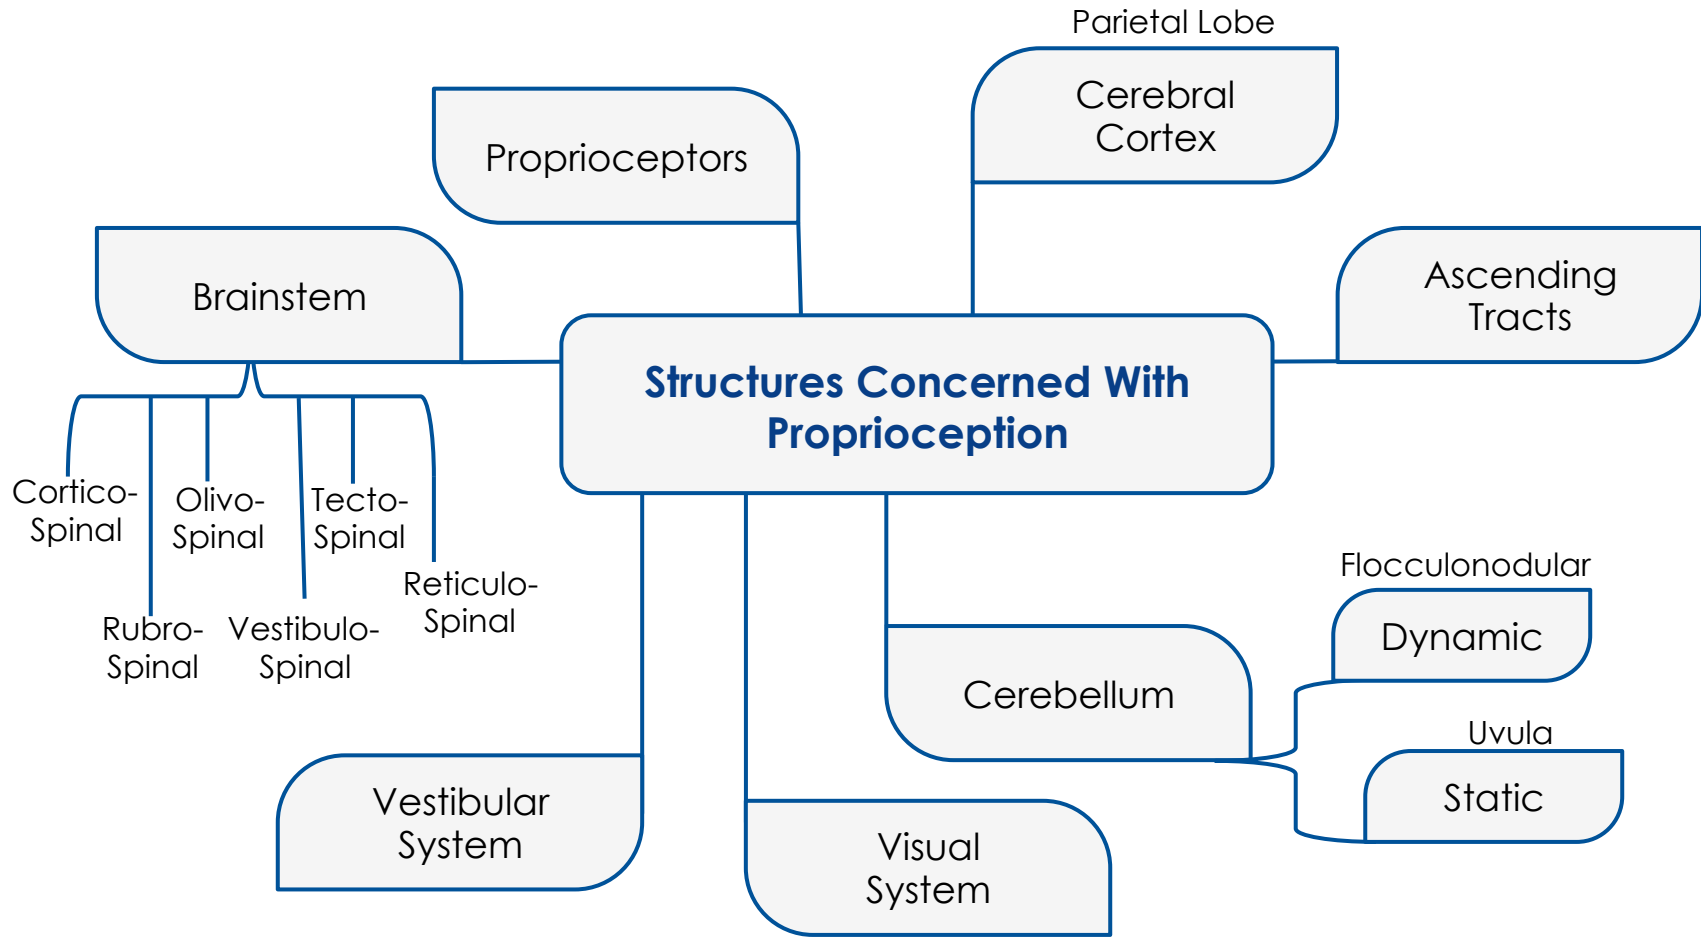 Parietal Lobe
Cerebral
Cortex
Proprioceptors
Brainstem
Ascending
Tracts
Structures Concerned With
Proprioception
Cortico-
Spinal
Olivo-
Spinal
Tecto-
Spinal
Reticulo-
Spinal
Rubro-
Spinal
Vestibulo-
Spinal
Flocculonodular
Dynamic
Cerebellum
Uvula
Static
Vestibular
System
Visual
System